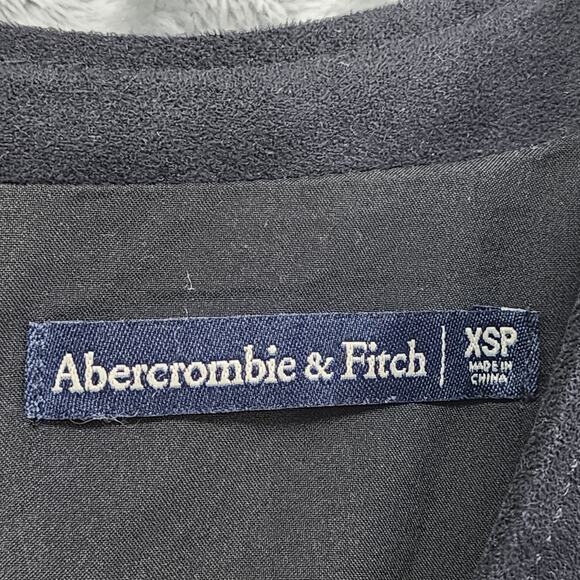 Abercrombie & Fitch | XSP
MADE IN
CHINA